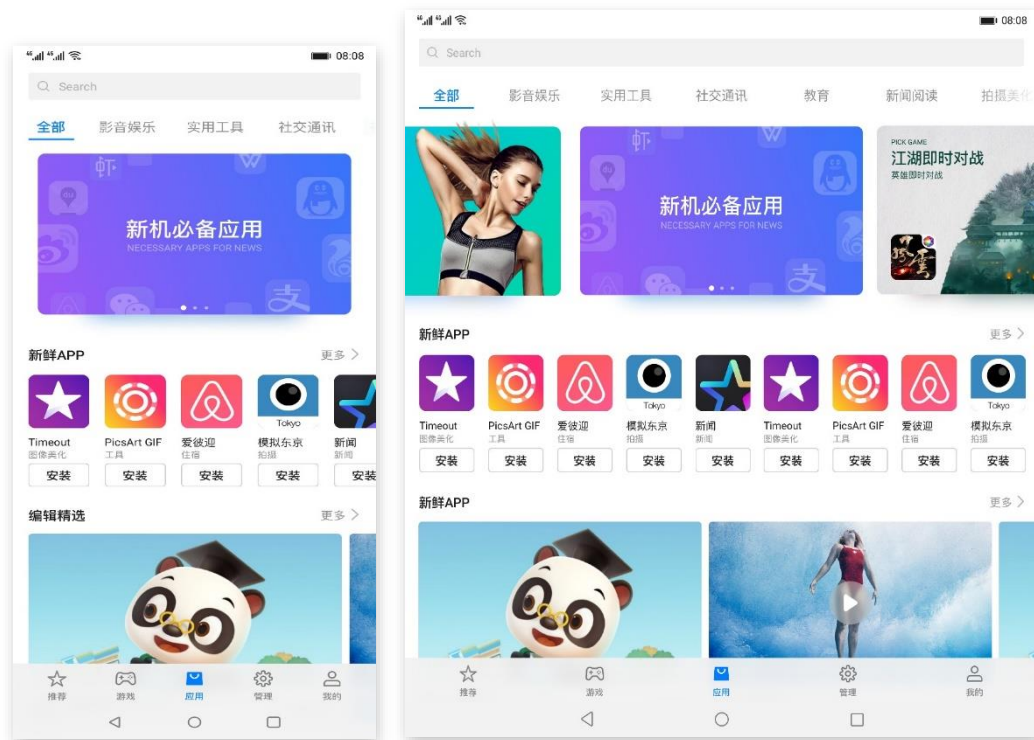 4G 4G 08:08
Search
全部 影音娱乐 实用工具 社交通讯
新机必备应用
NECESSARY APPS FOR NEWS
支
新鲜APP 更多
Tokyo
Timeout PicsArt GIF 爱彼迎 模拟东京 新闻
图像美化 工具 住宿 拍摄 新闻
安装 安装 安装 安装 安装
编辑精选 更多
推荐 游戏 应用 管理 我的
4G 4G 08:08
Search
全部 影音娱乐 实用工具 社交通讯 教育 新闻阅读 拍摄美化
PICK GAME
江湖即时对战
英雄即时对战
新机必备应用
NECESSARY APPS FOR NEWS
支
新鲜APP 更多
Tokyo Tokyo
Timeout PicsArt GIF 爱彼迎 模拟东京 新闻 Timeout PicsArt GIF 爱彼迎 模拟东京
图像美化 工具 住宿 拍摄 新闻 图像美化 工具 住宿 拍摄
安装 安装 安装 安装 安装 安装 安装 安装 安装
新鲜APP 更多
推荐 游戏 应用 管理 我的